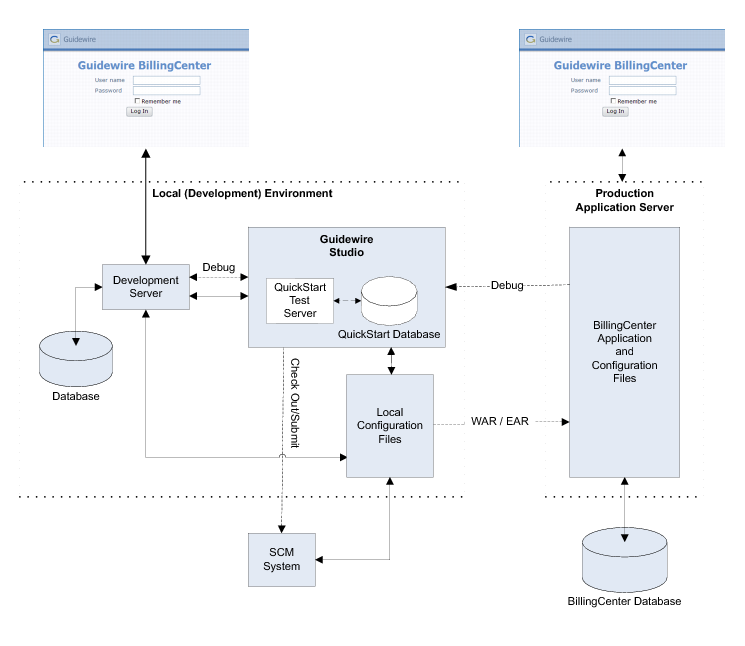 Guidewire
Guidewire BillingCenter
User name
Password
Remember me
Log In
Guidewire
Guidewire BillingCenter
User name
Password
Remember me
Log In
Local (Development) Environment
Production
Application Server
Guidewire
Studio
Development
Server
Debug
QuickStart
Test
Server
QuickStart Database
Debug
BillingCenter
Application
and
Configuration
Files
Database
Check Out/Submit
Local
Configuration
Files
WAR / EAR
SCM
System
BillingCenter Database